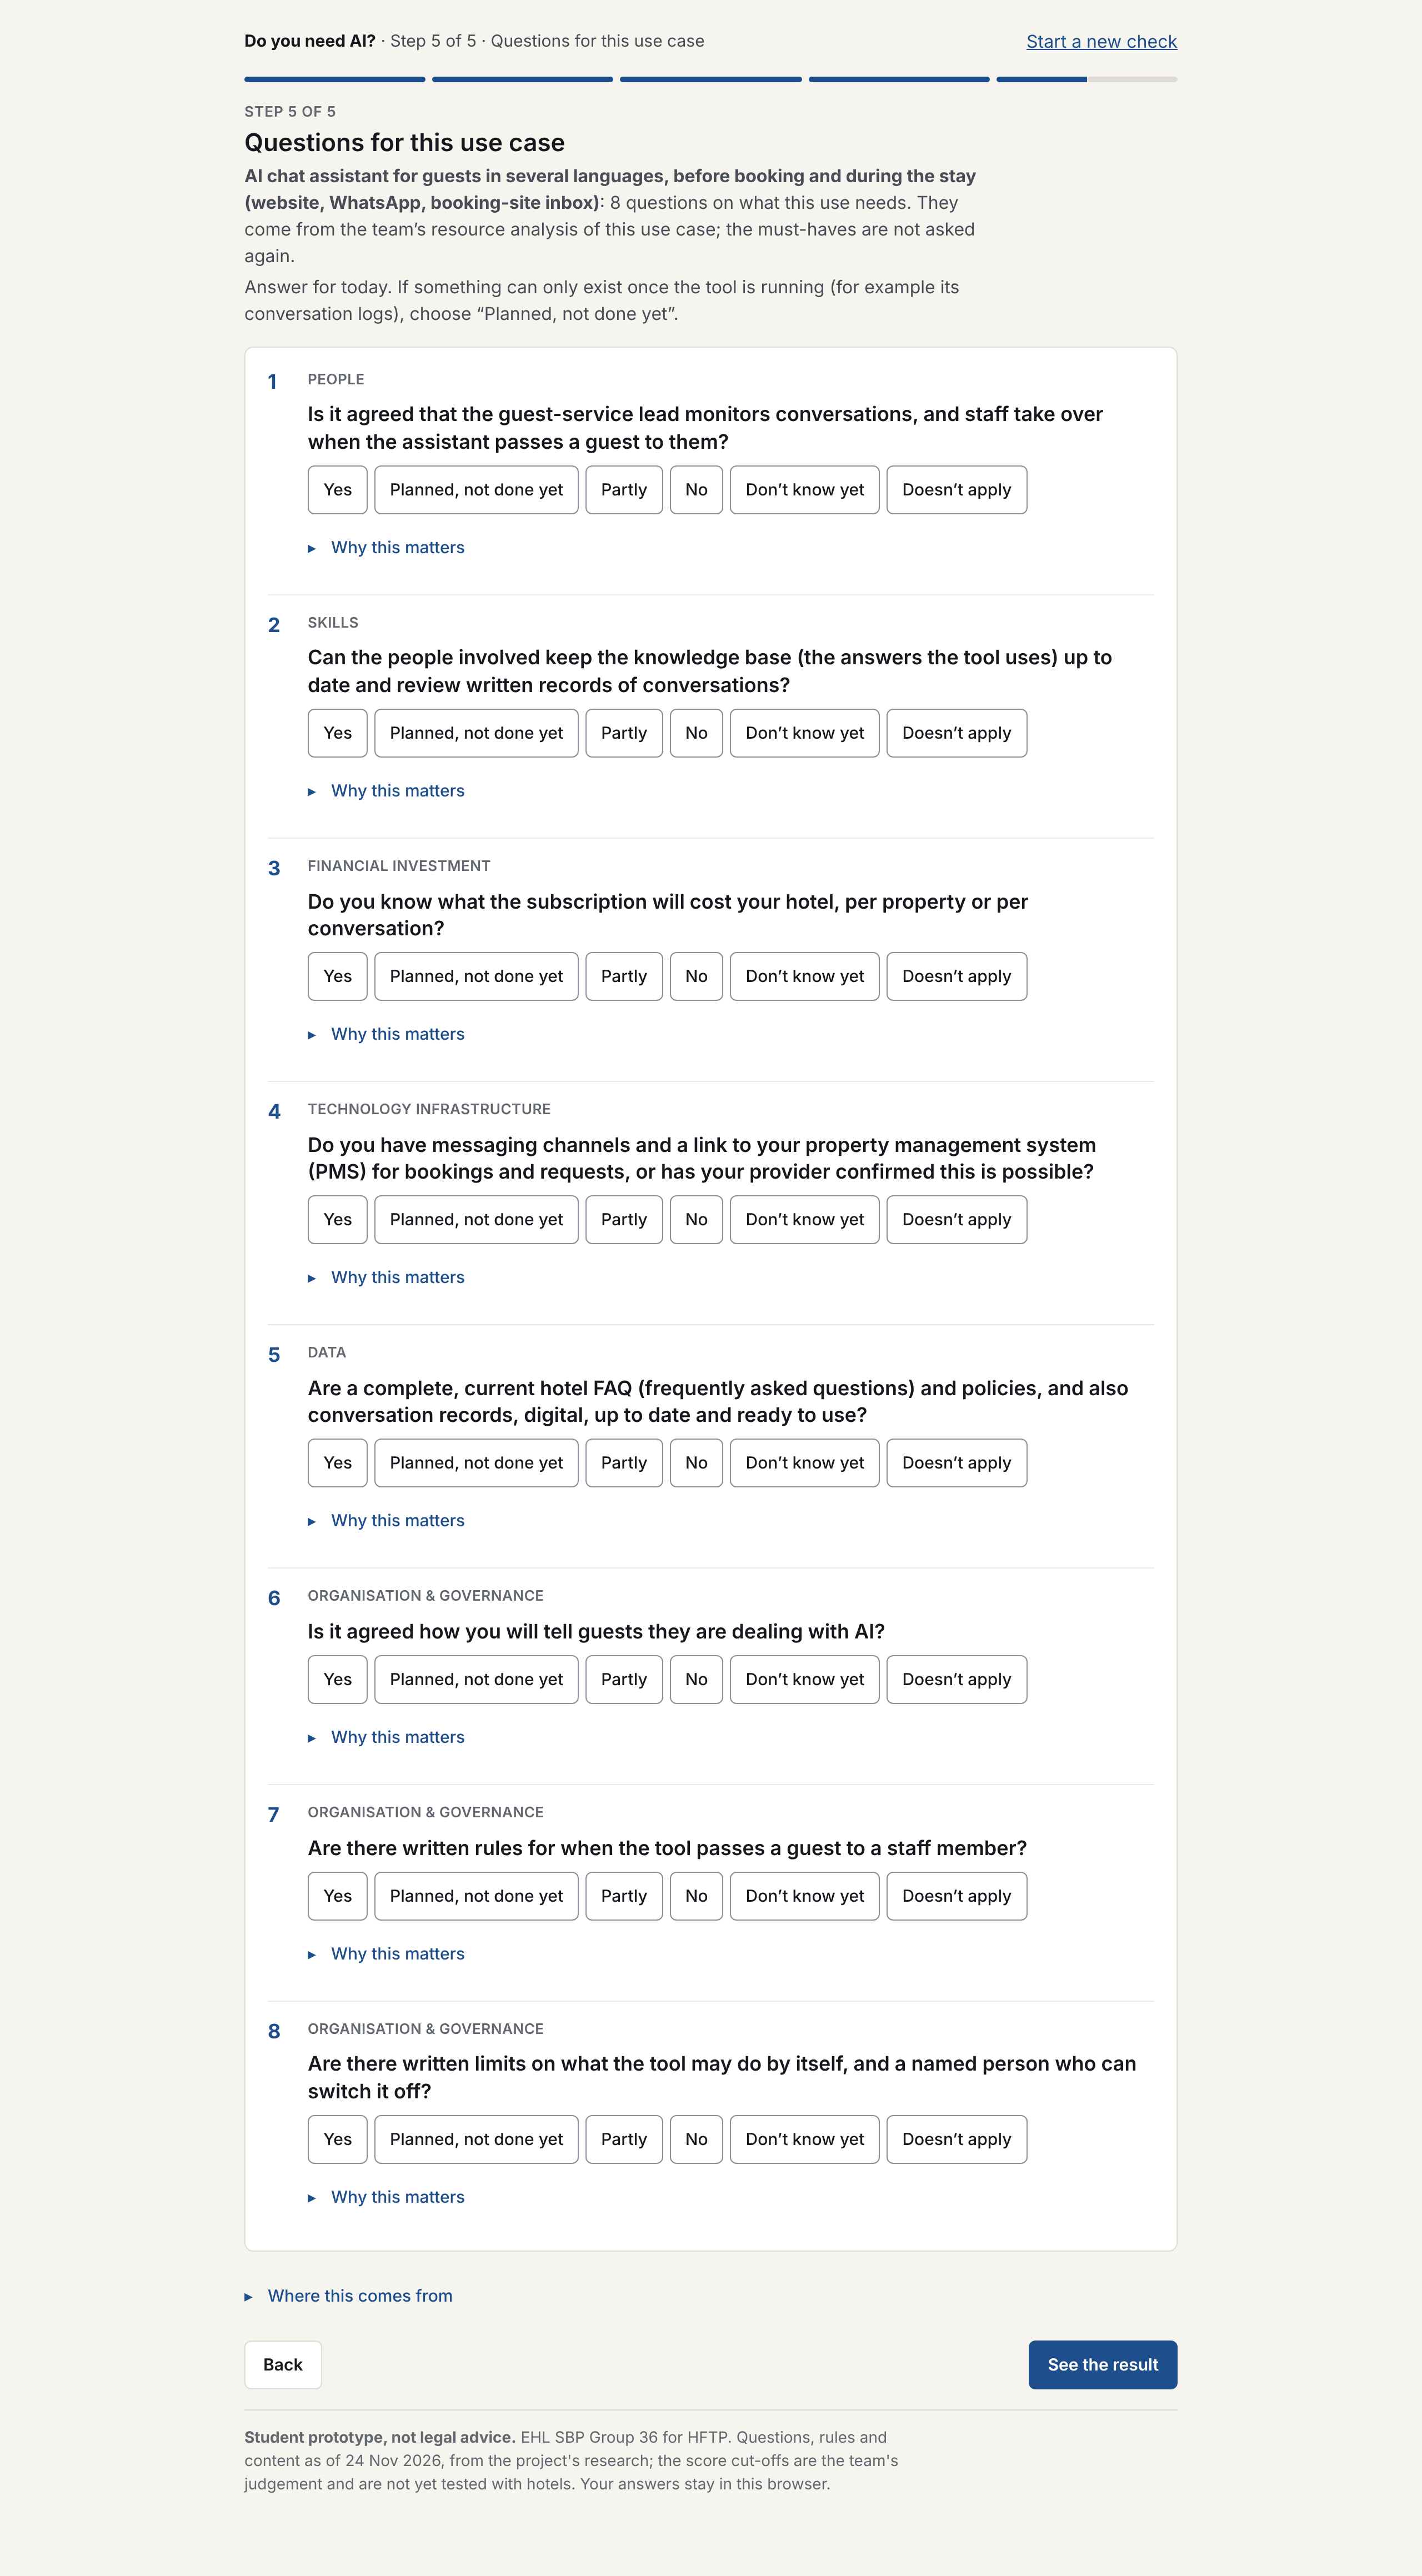 Do you need AI? · Step 5 of 5 · Questions for this use case
Start a new check
STEP 5 OF 5
Questions for this use case
AI chat assistant for guests in several languages, before booking and during the stay
(website, WhatsApp, booking-site inbox): 8 questions on what this use needs. They
come from the team’s resource analysis of this use case; the must-haves are not asked
again.
Answer for today. If something can only exist once the tool is running (for example its
conversation logs), choose “Planned, not done yet”.
1 PEOPLE
Is it agreed that the guest-service lead monitors conversations, and staff take over
when the assistant passes a guest to them?
Yes Planned, not done yet Partly No Don’t know yet Doesn’t apply
▸ Why this matters
2 SKILLS
Can the people involved keep the knowledge base (the answers the tool uses) up to
date and review written records of conversations?
Yes Planned, not done yet Partly No Don’t know yet Doesn’t apply
▸ Why this matters
3 FINANCIAL INVESTMENT
Do you know what the subscription will cost your hotel, per property or per
conversation?
Yes Planned, not done yet Partly No Don’t know yet Doesn’t apply
▸ Why this matters
4 TECHNOLOGY INFRASTRUCTURE
Do you have messaging channels and a link to your property management system
(PMS) for bookings and requests, or has your provider confirmed this is possible?
Yes Planned, not done yet Partly No Don’t know yet Doesn’t apply
▸ Why this matters
5 DATA
Are a complete, current hotel FAQ (frequently asked questions) and policies, and also
conversation records, digital, up to date and ready to use?
Yes Planned, not done yet Partly No Don’t know yet Doesn’t apply
▸ Why this matters
6 ORGANISATION & GOVERNANCE
Is it agreed how you will tell guests they are dealing with AI?
Yes Planned, not done yet Partly No Don’t know yet Doesn’t apply
▸ Why this matters
7 ORGANISATION & GOVERNANCE
Are there written rules for when the tool passes a guest to a staff member?
Yes Planned, not done yet Partly No Don’t know yet Doesn’t apply
▸ Why this matters
8 ORGANISATION & GOVERNANCE
Are there written limits on what the tool may do by itself, and a named person who can
switch it off?
Yes Planned, not done yet Partly No Don’t know yet Doesn’t apply
▸ Why this matters
▸ Where this comes from
Back
See the result
Student prototype, not legal advice. EHL SBP Group 36 for HFTP. Questions, rules and
content as of 24 Nov 2026, from the project's research; the score cut-offs are the team's
judgement and are not yet tested with hotels. Your answers stay in this browser.